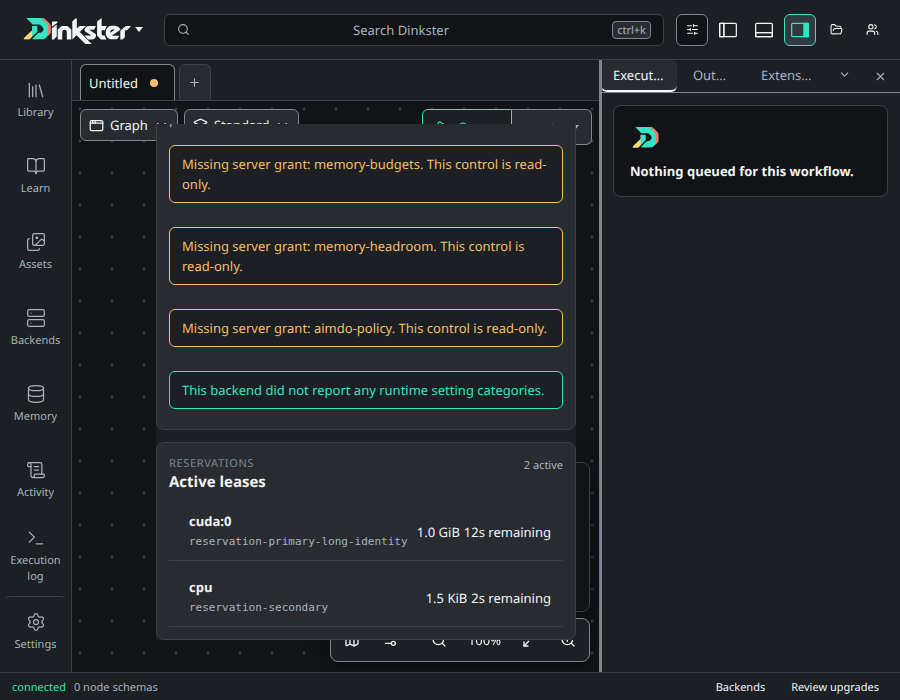 Dinkster
Search Dinkster
ctrl+k
Library
Learn
Assets
Backends
Memory
Activity
Execution
log
Settings
Untitled
+
Graph
Standard
Missing server grant: memory-budgets. This control is read-
only.
Missing server grant: memory-headroom. This control is
read-only.
Missing server grant: aimdo-policy. This control is read-only.
This backend did not report any runtime setting categories.
RESERVATIONS
2 active
Active leases
cuda:0
reservation-primary-long-identity
1.0 GiB 12s remaining
cpu
reservation-secondary
1.5 KiB 2s remaining
100%
Execut...
Out...
Extens...
Nothing queued for this workflow.
connected
0 node schemas
Backends
Review upgrades